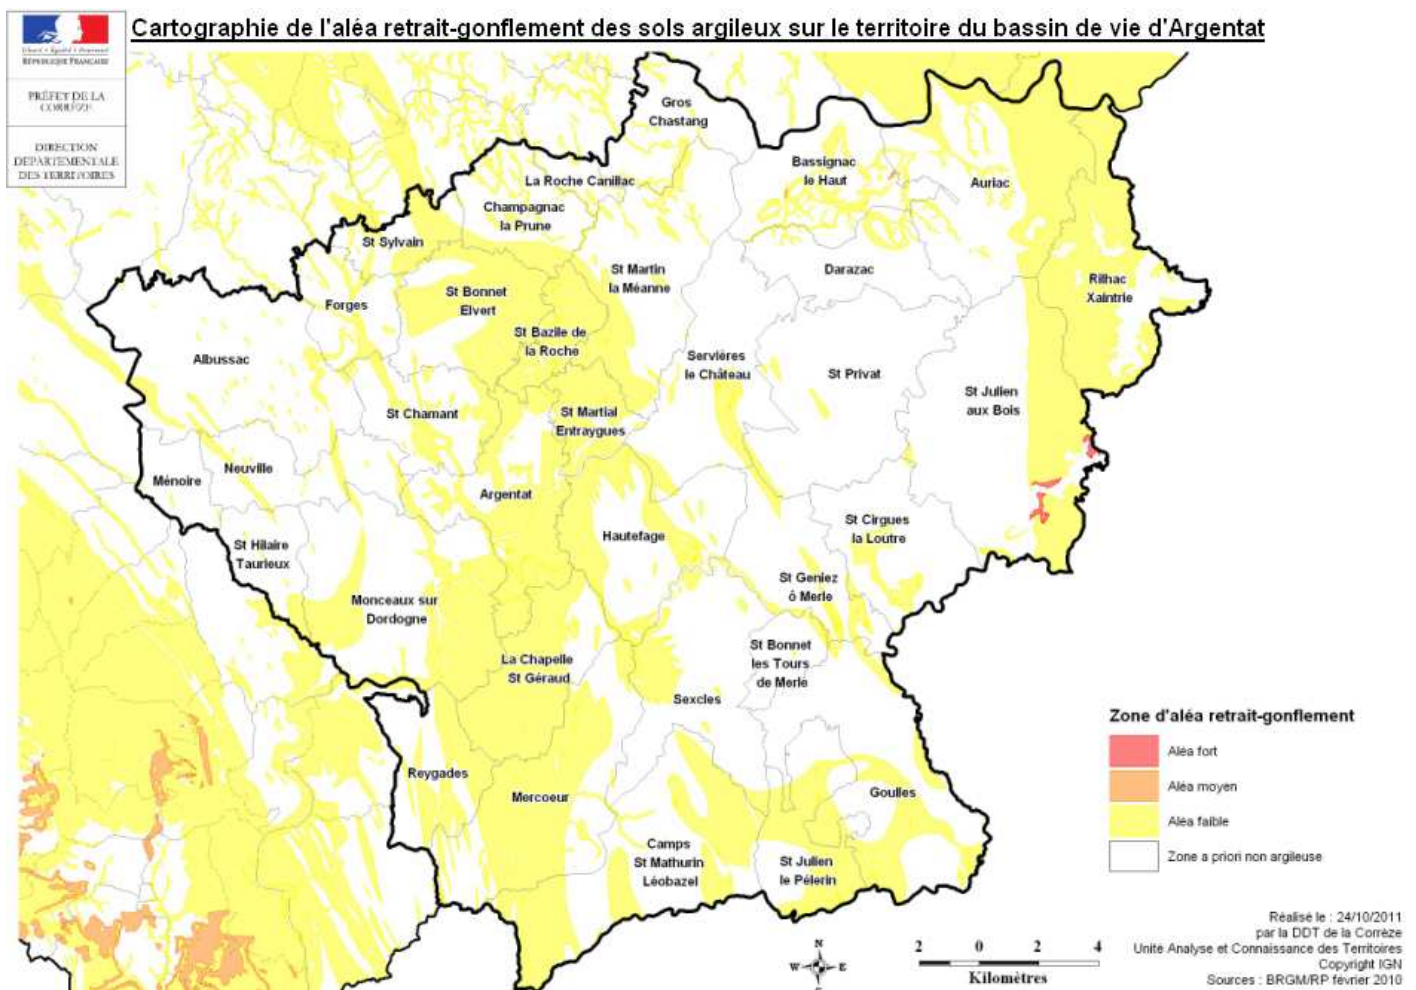 Cartographie de l'aléa retrait-gonflement des sols argileux sur le territoire du bassin de vie d'Argentat
Liberté • Égalité • Fraternité
RÉPUBLIQUE FRANÇAISE
PRÉFET DE LA
CORRÈZE
DIRECTION
DEPARTEMENTALE
DES TERRITOIRES
Gros
Chastang
La Roche Canillac
Bassignac
le Haut
Auriac
Champagnac
la Prune
St Sylvain
St Martin
la Méanne
Darazac
Rilhac
Xaintrie
St Bonnet
Elvert
Forges
St Bazile de
la Roche
Albussac
Servières
le Château
St Privat
St Julien
aux Bois
St Chamant
St Martial
Entraygues
Neuville
Ménoire
Argentat
St Cirgues
la Loutre
Hautefage
St Hilaire
Taurieux
St Geniez
ô Merle
Monceaux sur
Dordogne
St Bonnet
les Tours
de Merle
La Chapelle
St Géraud
Sexcles
Reygades
Mercoeur
Goulles
Camps
St Mathurin
Léobazel
St Julien
le Pélerin
Zone d'aléa retrait-gonflement
Aléa fort
Aléa moyen
Aléa faible
Zone a priori non argileuse
N
W E
S
2 0 2 4
Kilomètres
Réalisé le : 24/10/2011
par la DDT de la Corrèze
Unité Analyse et Connaissance des Territoires
Copyright IGN
Sources : BRGM/RP février 2010